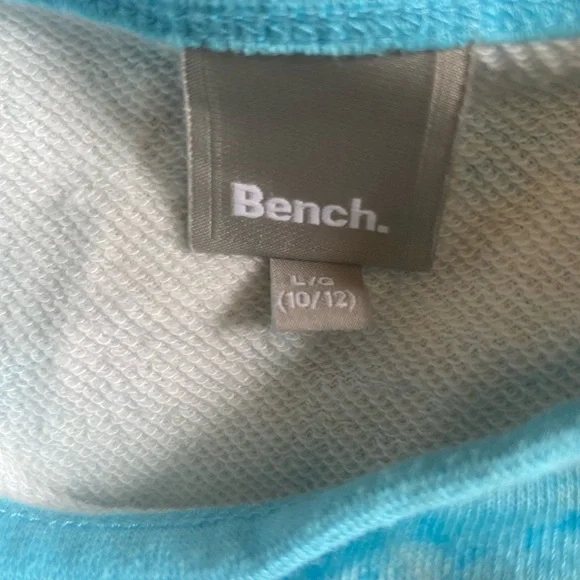 Bench.
L/G
(10/12)